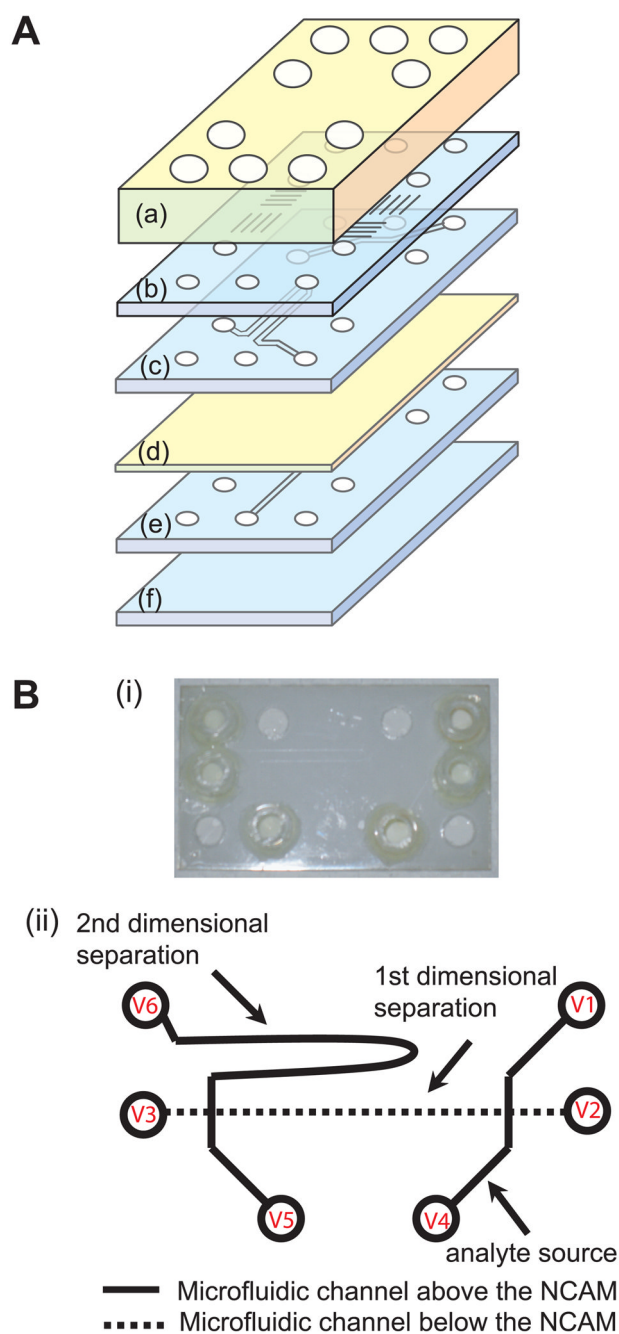 A
(a)
(b)
(c)
(d)
(e)
(f)
B
(i)
(ii)
2nd dimensional
separation
1st dimensional
separation
V6
V1
V3
V2
V5
V4
analyte source
Microfluidic channel above the NCAM
Microfluidic channel below the NCAM